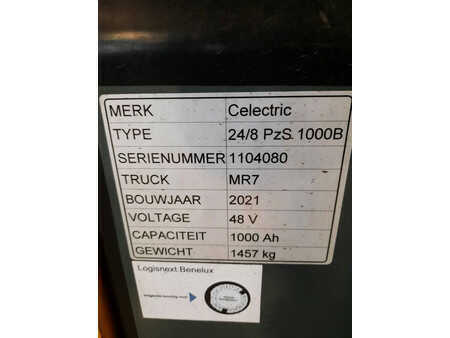 MERK Celectric
TYPE 24/8 PzS 1000B
SERIENUMMER 1104080
TRUCK MR7
BOUWJAAR 2021
VOLTAGE 48 V
CAPACITEIT 1000 Ah
GEWICHT 1457 kg
Logisnext Benelux